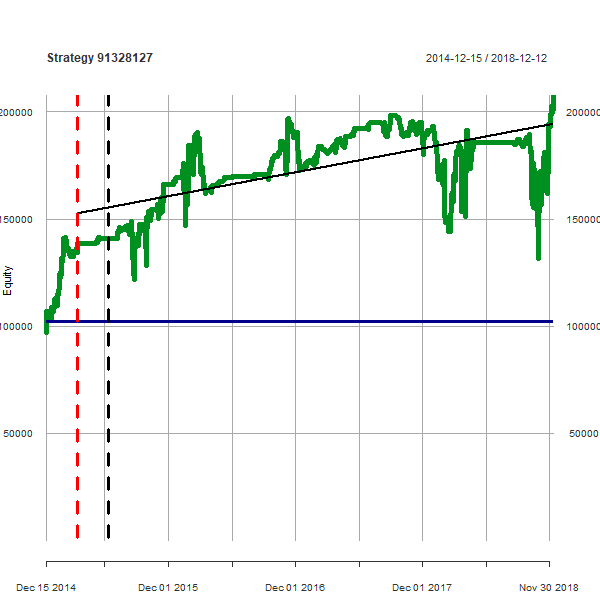 Strategy 91328127
2014-12-15 / 2018-12-12
200000 200000
150000 150000
Equity
100000 100000
50000 50000
Dec 15 2014 Dec 01 2015 Dec 01 2016 Dec 01 2017 Nov 30 2018